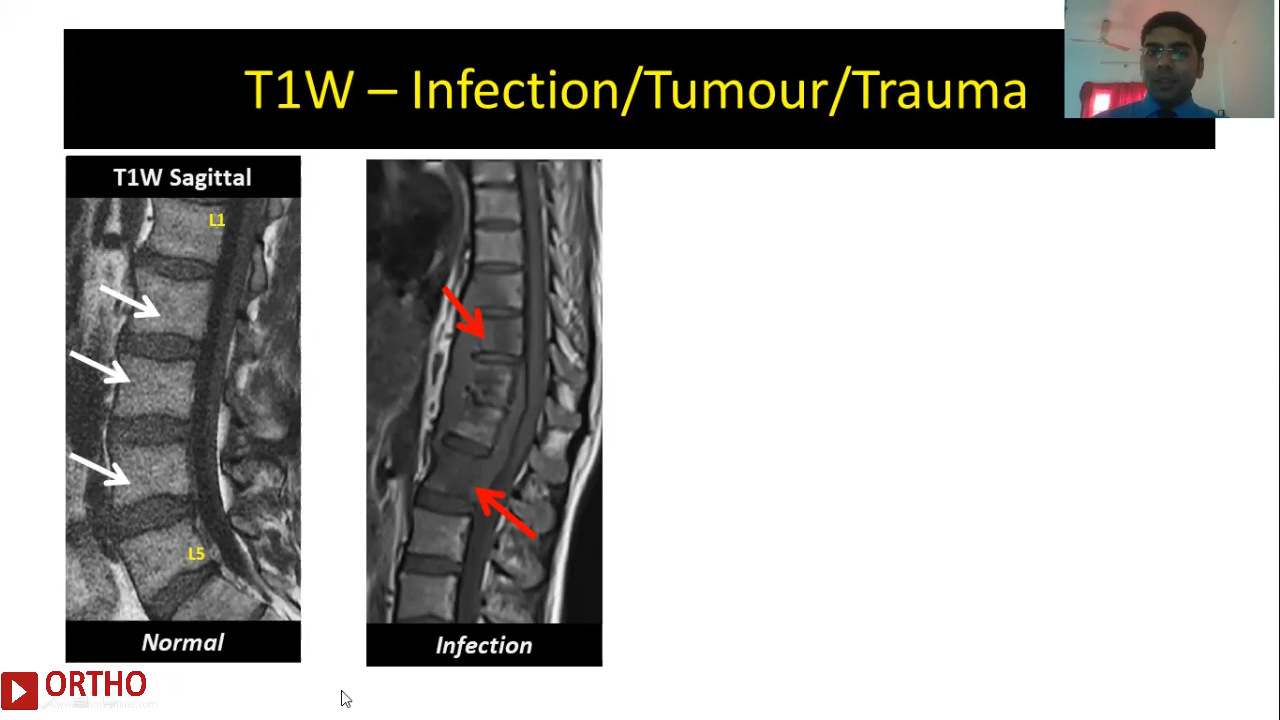 T1W – Infection/Tumour/Trauma
T1W Sagittal
L1
L5
Normal
Infection
ORTHO